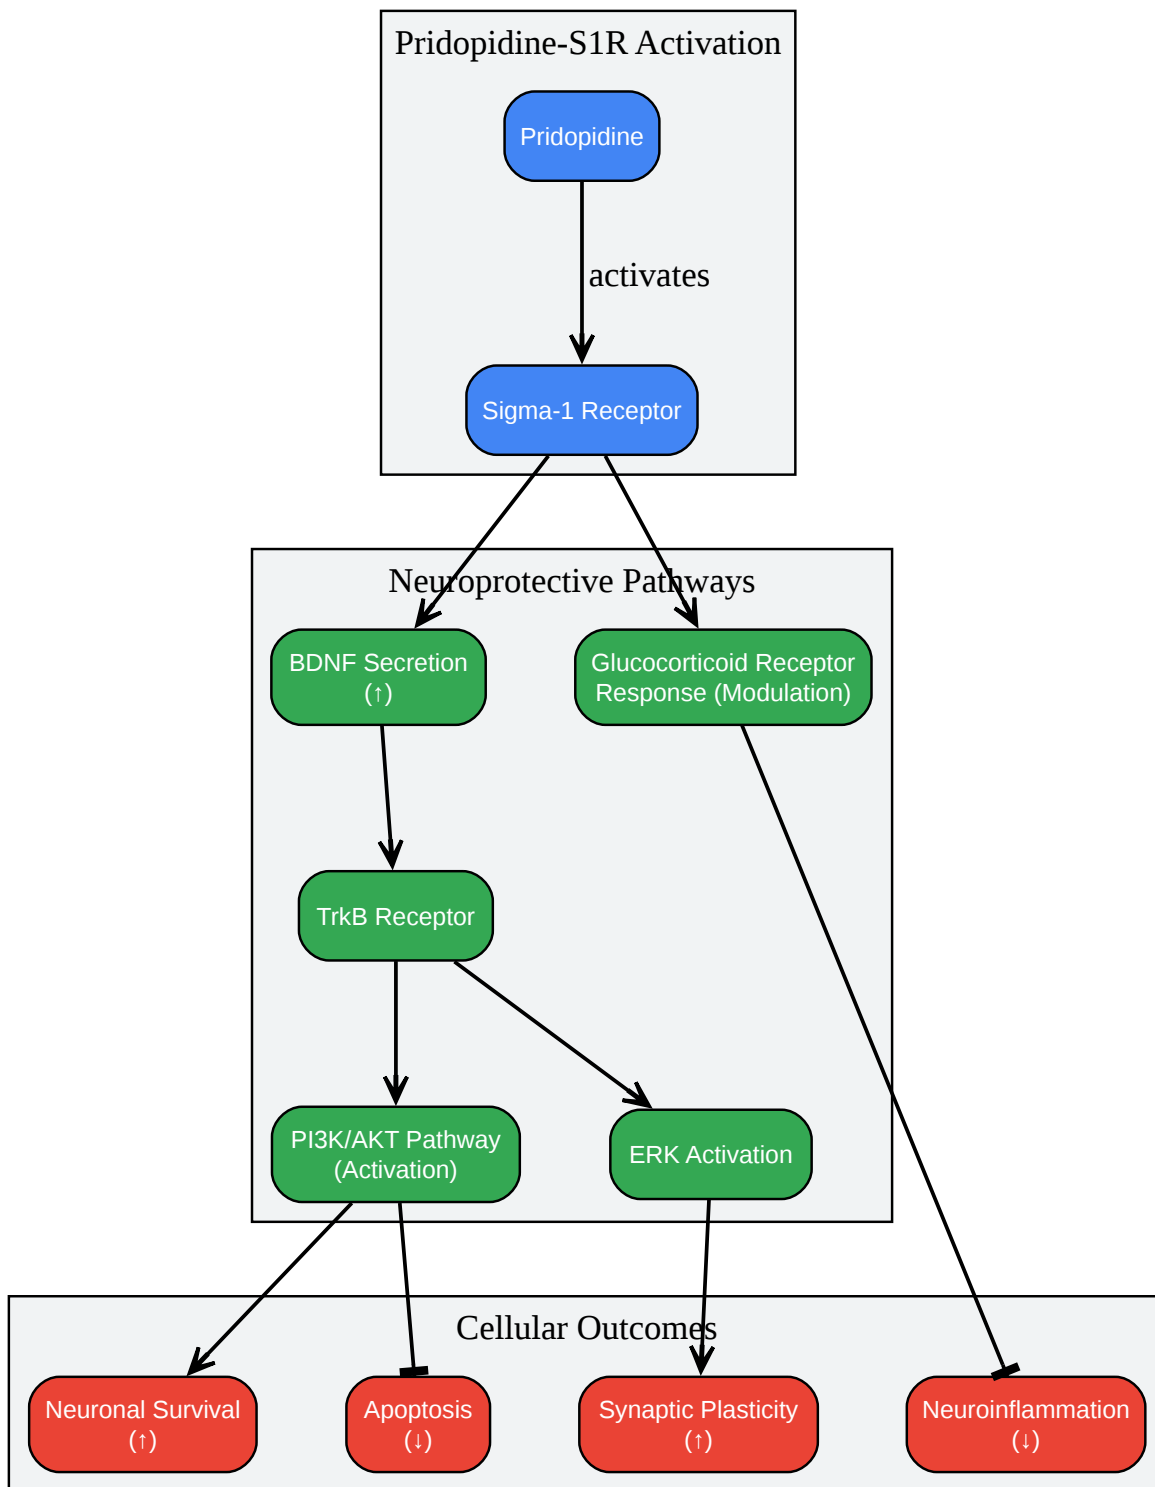 Pridopidine-S1R Activation
Pridopidine
activates
Sigma-1 Receptor
Neuroprotective Pathways
BDNF Secretion
(↑)
Glucocorticoid Receptor
Response (Modulation)
TrkB Receptor
PI3K/AKT Pathway
(Activation)
ERK Activation
Cellular Outcomes
Neuronal Survival
(↑)
Apoptosis
(↓)
Synaptic Plasticity
(↑)
Neuroinflammation
(↓)